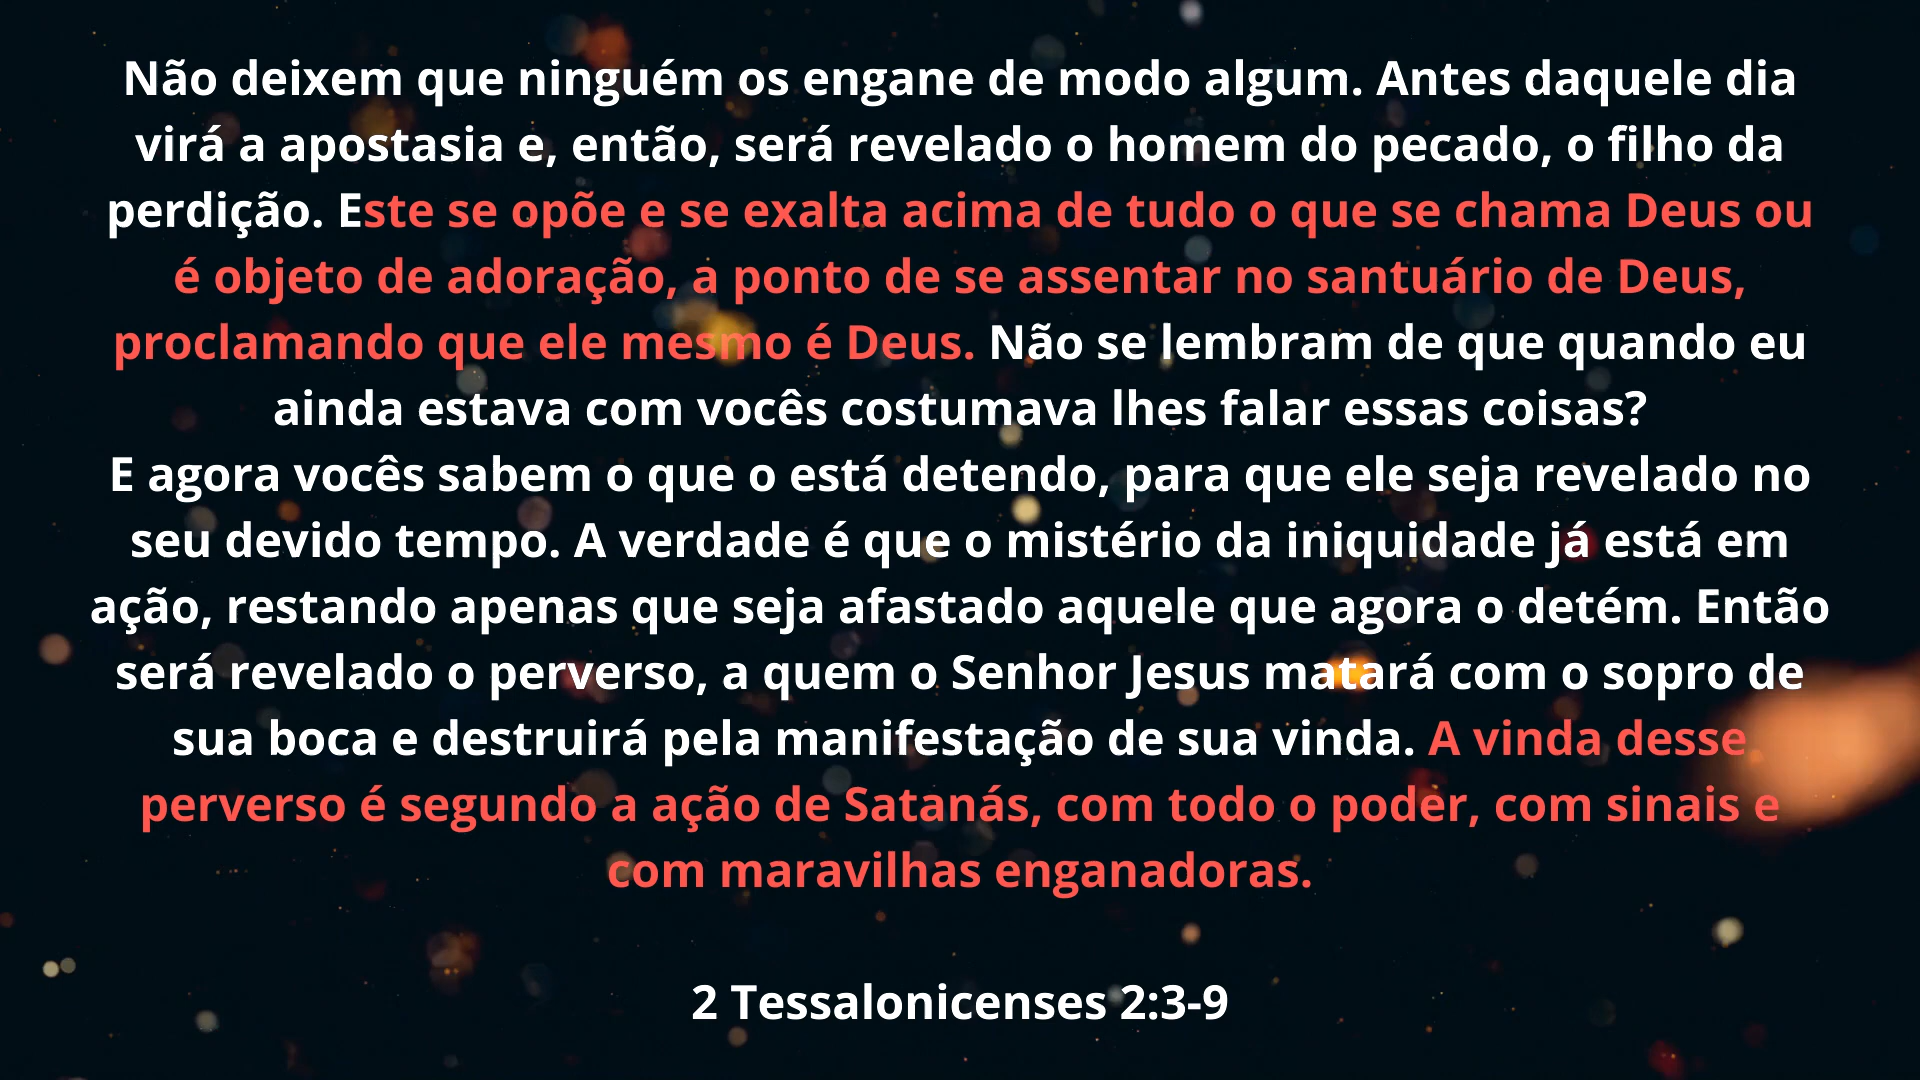 Não deixem que ninguém os engane de modo algum. Antes daquele dia
virá a apostasia e, então, será revelado o homem do pecado, o filho da
perdição. Este se opõe e se exalta acima de tudo o que se chama Deus ou
é objeto de adoração, a ponto de se assentar no santuário de Deus,
proclamando que ele mesmo é Deus. Não se lembram de que quando eu
ainda estava com vocês costumava lhes falar essas coisas?
E agora vocês sabem o que o está detendo, para que ele seja revelado no
seu devido tempo. A verdade é que o mistério da iniquidade já está em
ação, restando apenas que seja afastado aquele que agora o detém. Então
será revelado o perverso, a quem o Senhor Jesus matará com o sopro de
sua boca e destruirá pela manifestação de sua vinda. A vinda desse
perverso é segundo a ação de Satanás, com todo o poder, com sinais e
com maravilhas enganadoras.
2 Tessalonicenses 2:3-9